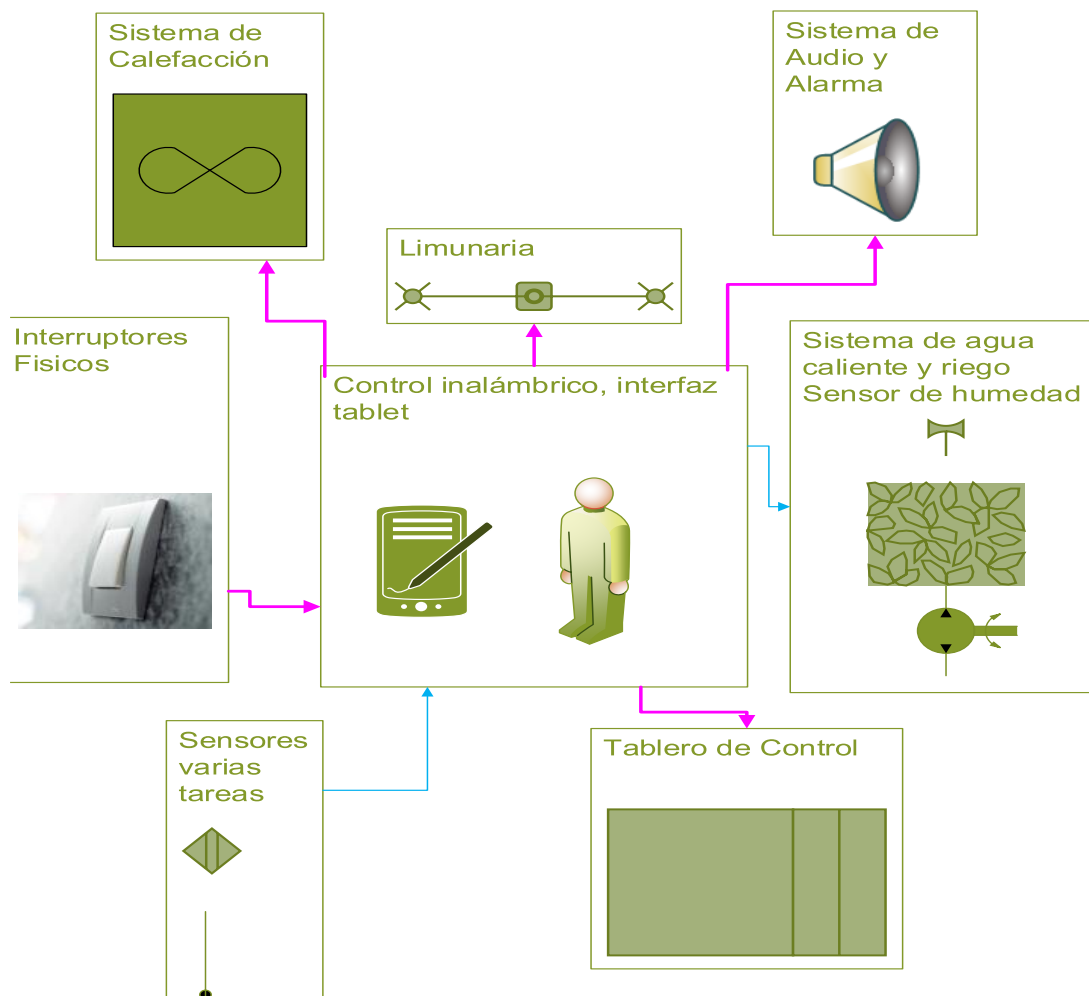 Sistema de
Calefacción
Sistema de
Audio y
Alarma
Limunaria
Interruptores
Fisicos
Control inalámbrico, interfaz
tablet
Sistema de agua
caliente y riego
Sensor de humedad
Sensores
varias
tareas
Tablero de Control